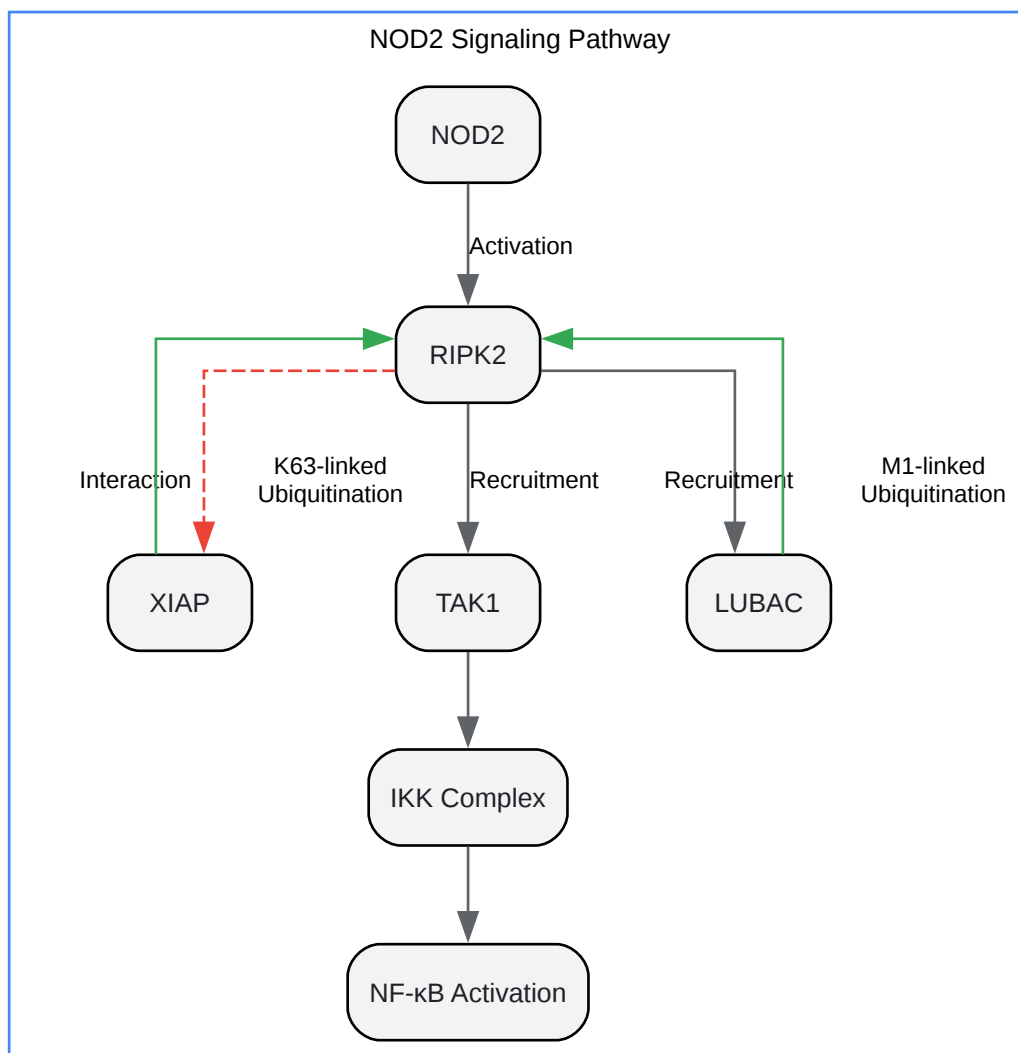 NOD2 Signaling Pathway
NOD2
Activation
RIPK2
Interaction
K63-linked
Ubiquitination
Recruitment
Recruitment
M1-linked
Ubiquitination
XIAP
TAK1
LUBAC
IKK Complex
NF-κB Activation